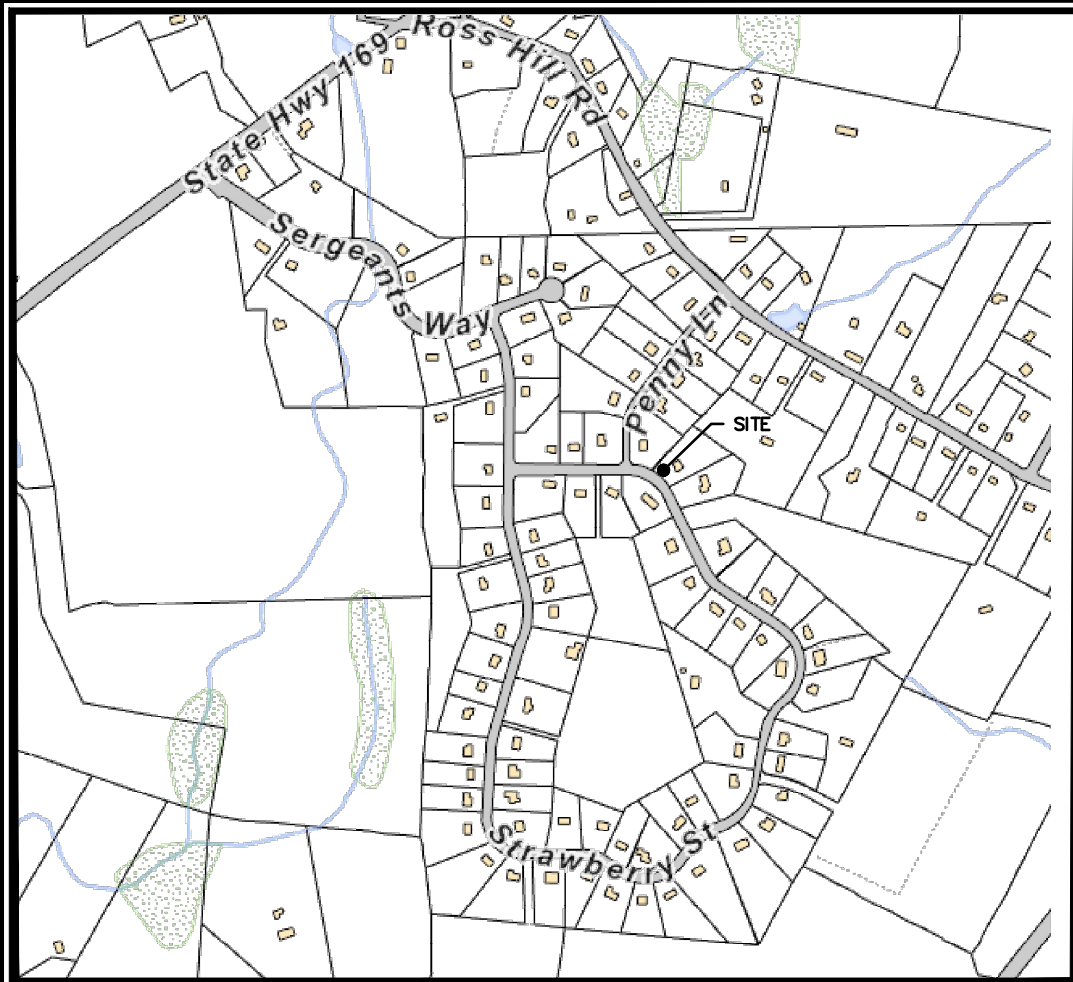 Ross Hill Rd
State Hwy 169
Sergeants Way
Penny Ln
SITE
Strawberry St